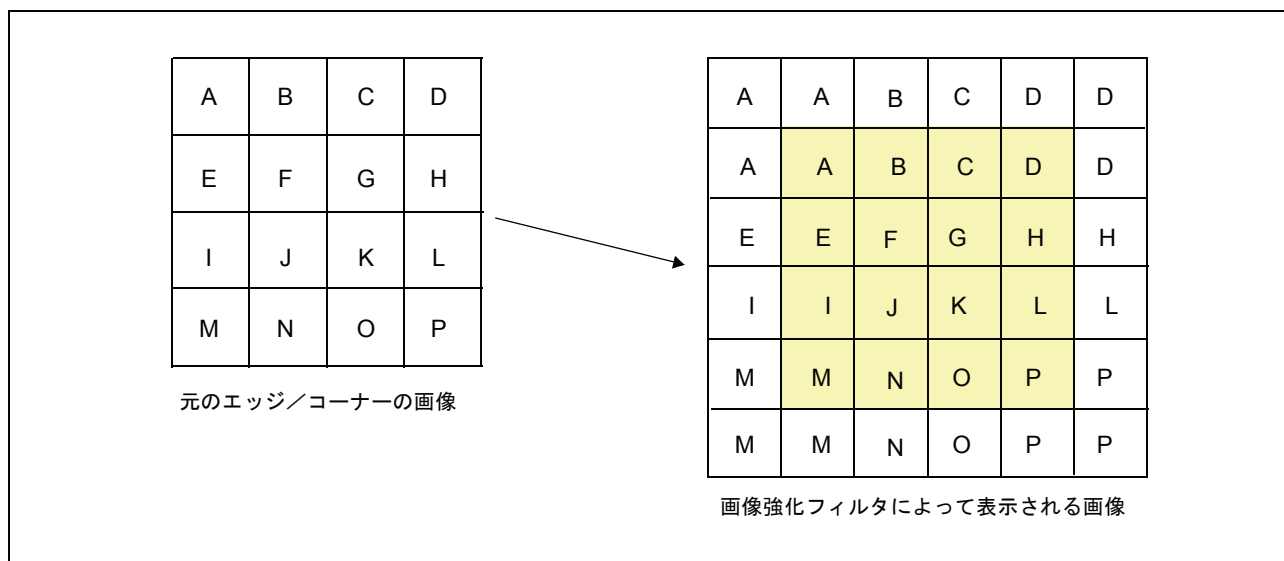 A B C D
E F G H
I J K L
M N O P
元のエッジ／コーナーの画像
A A B C D D
A A B C D D
E E F G H H
I I J K L L
M M N O P P
M M N O P P
画像強化フィルタによって表示される画像